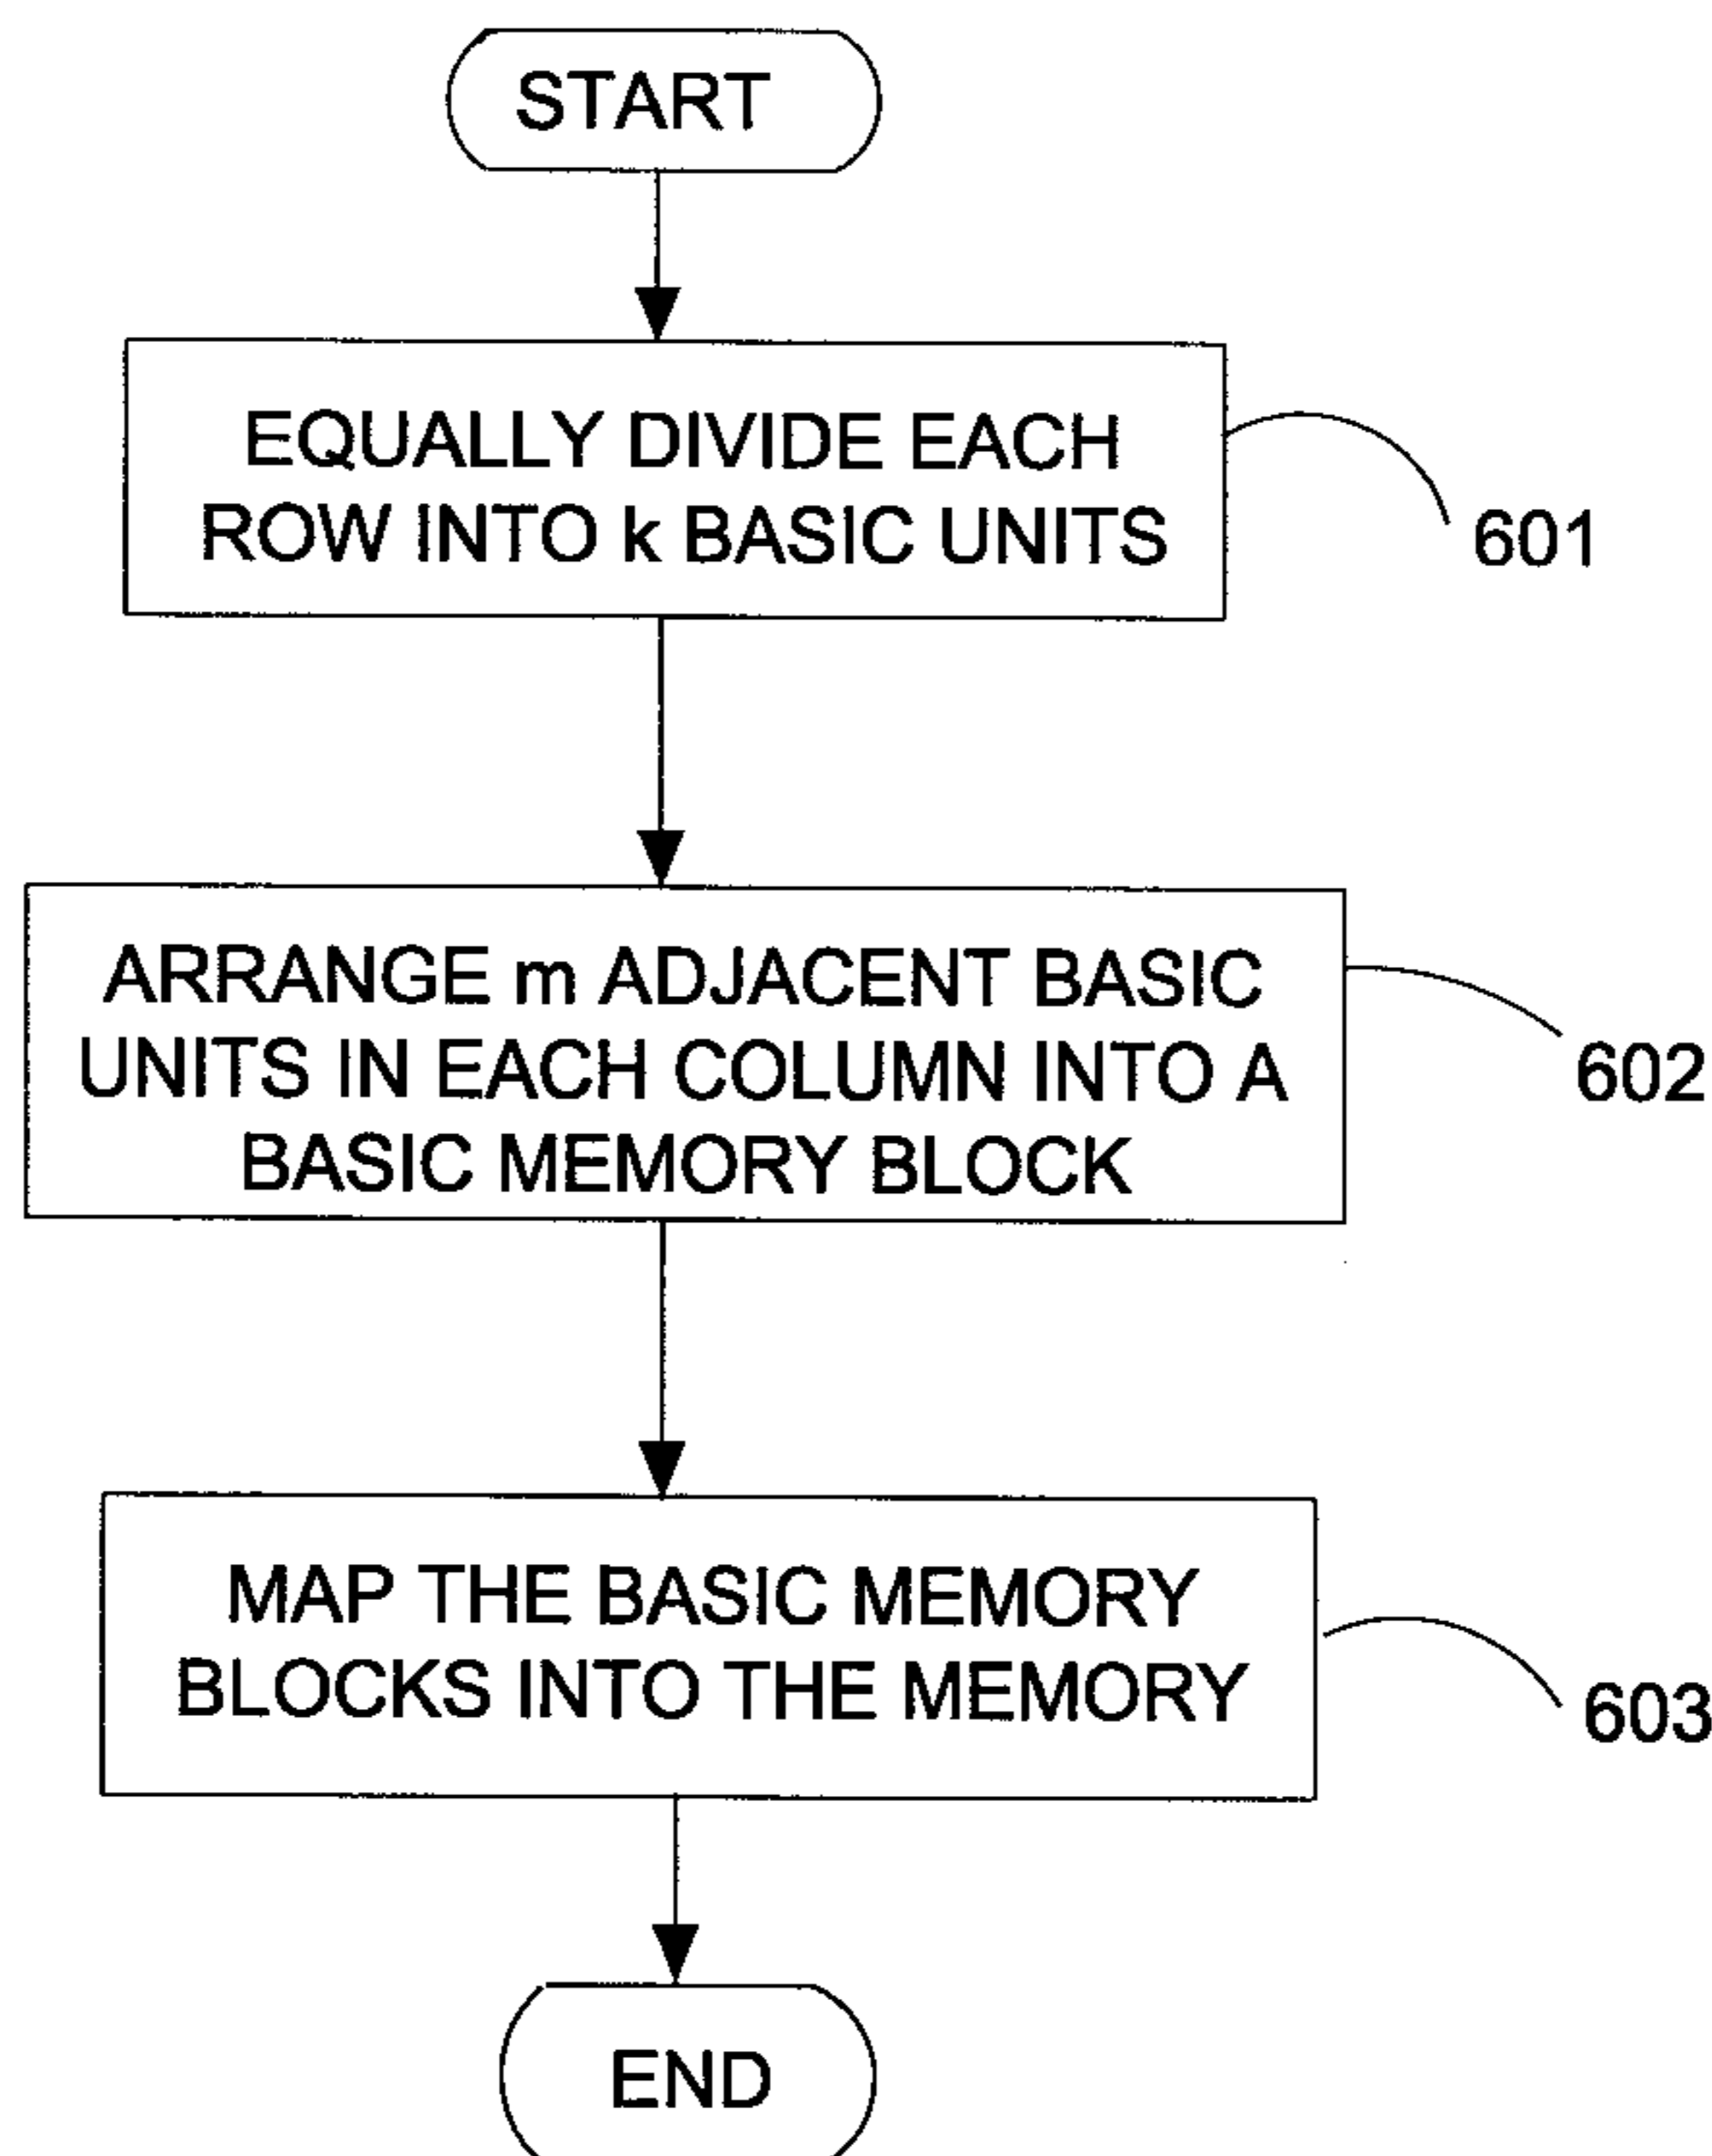 START
EQUALLY DIVIDE EACH
ROW INTO k BASIC UNITS
601
ARRANGE m ADJACENT BASIC
UNITS IN EACH COLUMN INTO A
BASIC MEMORY BLOCK
602
MAP THE BASIC MEMORY
BLOCKS INTO THE MEMORY
603
END